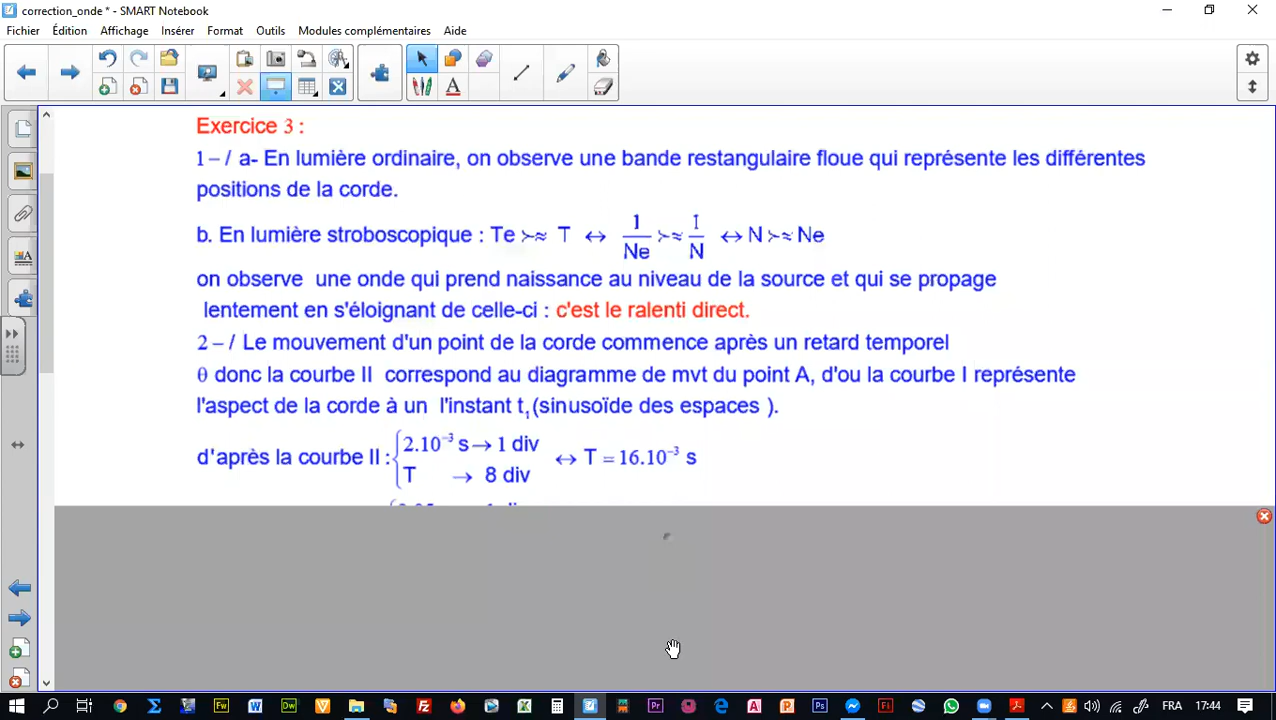 correction_onde * - SMART Notebook
Fichier Édition Affichage Insérer Format Outils Modules complémentaires Aide
Exercice 3 :
1 – / a- En lumière ordinaire, on observe une bande restangulaire floue qui représente les différentes
positions de la corde.
b. En lumière stroboscopique : Te ≻≈ T ↔ 1/Ne ≻≈ 1/N ↔ N ≻≈ Ne
on observe une onde qui prend naissance au niveau de la source et qui se propage
lentement en s'éloignant de celle-ci : c'est le ralenti direct.
2 – / Le mouvement d'un point de la corde commence après un retard temporel
θ donc la courbe II correspond au diagramme de mvt du point A, d'ou la courbe I représente
l'aspect de la corde à un l'instant t₁(sinusoïde des espaces ).
d'après la courbe II : { 2.10⁻³ s → 1 div
T → 8 div ↔ T = 16.10⁻³ s
FRA 17:44